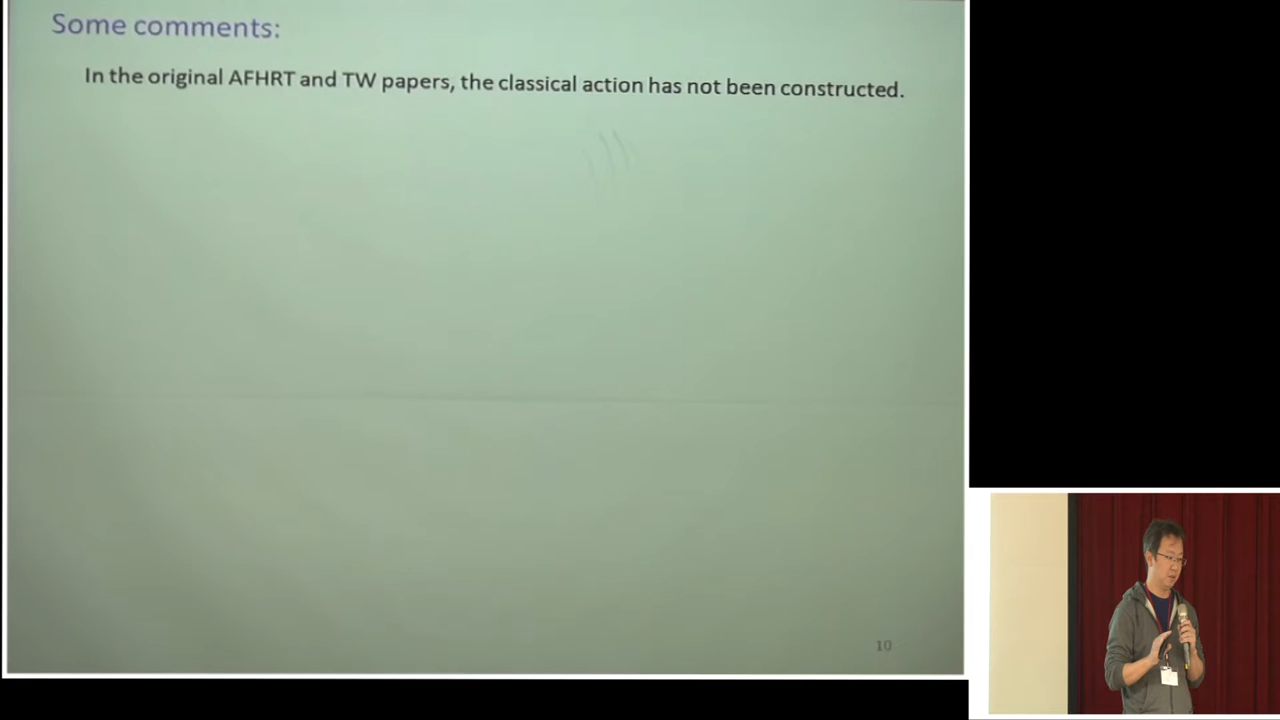 Some comments:
In the original AFHRT and TW papers, the classical action has not been constructed.
10